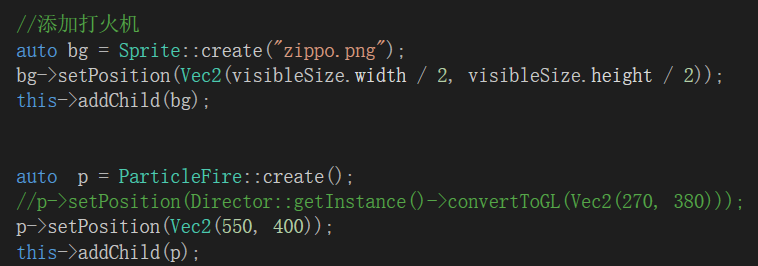 //添加打火机
auto bg = Sprite::create("zippo.png");
bg->setPosition(Vec2(visibleSize.width / 2, visibleSize.height / 2));
this->addChild(bg);
auto  p = ParticleFire::create();
//p->setPosition(Director::getInstance()->convertToGL(Vec2(270, 380)));
p->setPosition(Vec2(550, 400));
this->addChild(p);